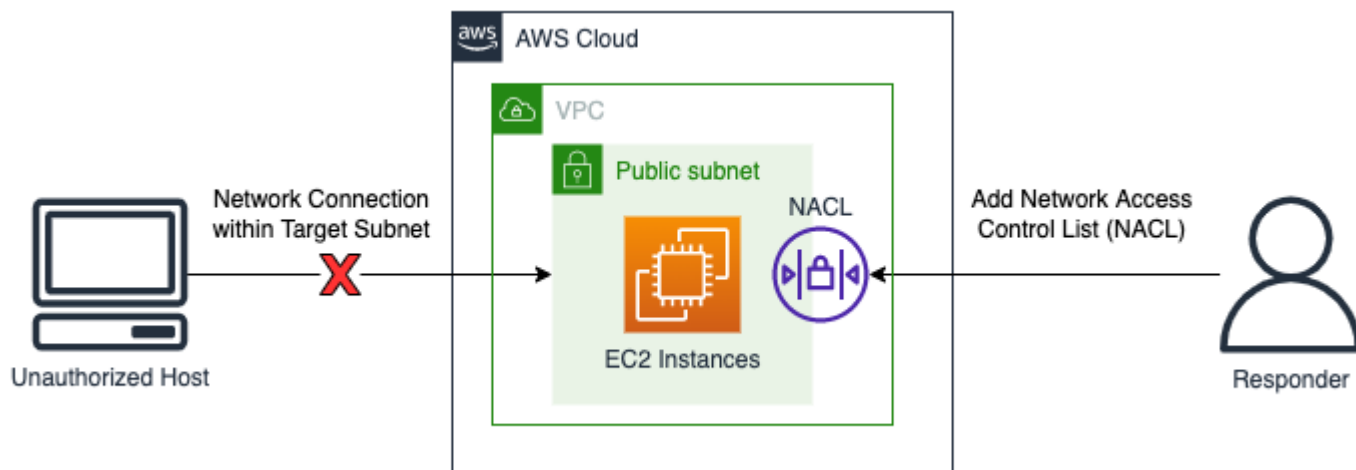 aws
AWS Cloud
VPC
Public subnet
Network Connection
within Target Subnet
NACL
Add Network Access
Control List (NACL)
EC2 Instances
Unauthorized Host
Responder